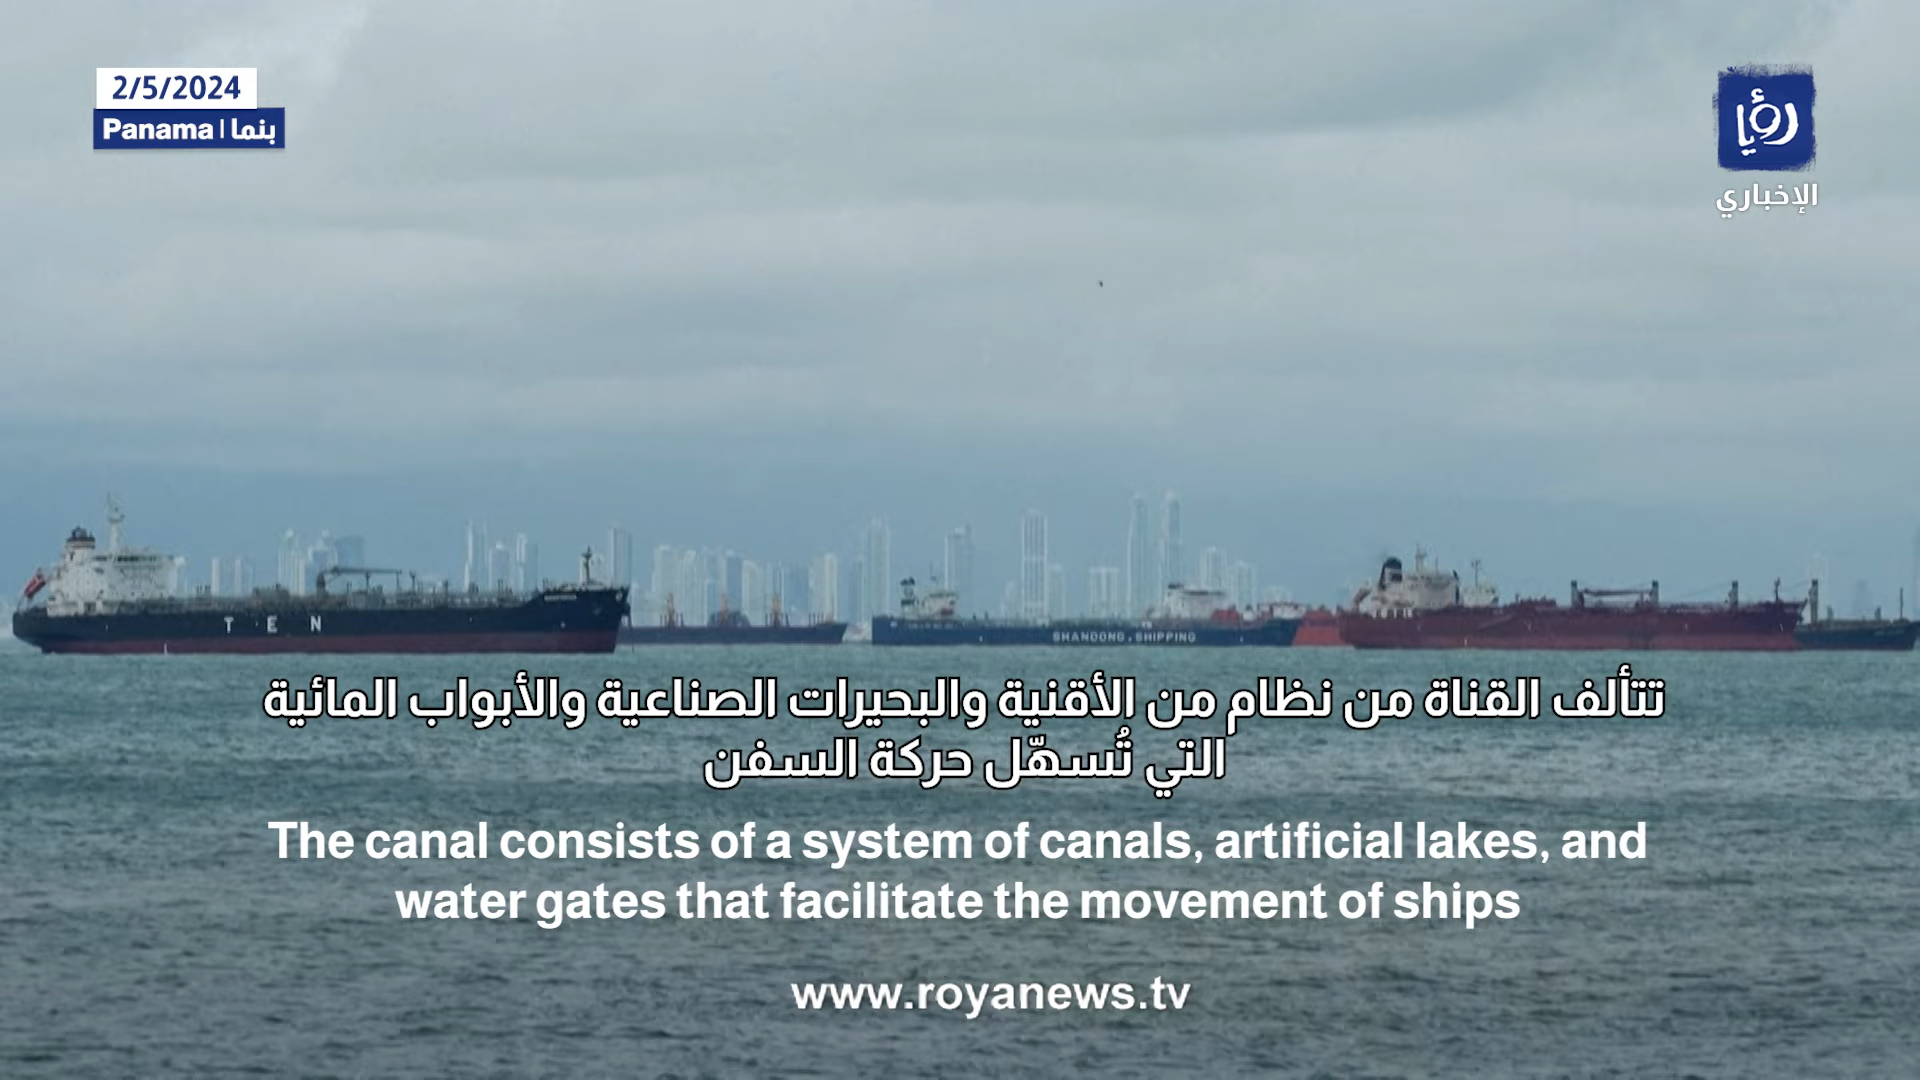 2/5/2024
Panama | بنما
رؤيا
الإخباري
TEN
SHANDONG SHIPPING
تتألف القناة من نظام من الأقنية والبحيرات الصناعية والأبواب المائية
التي تُسهّل حركة السفن
The canal consists of a system of canals, artificial lakes, and
water gates that facilitate the movement of ships
www.royanews.tv